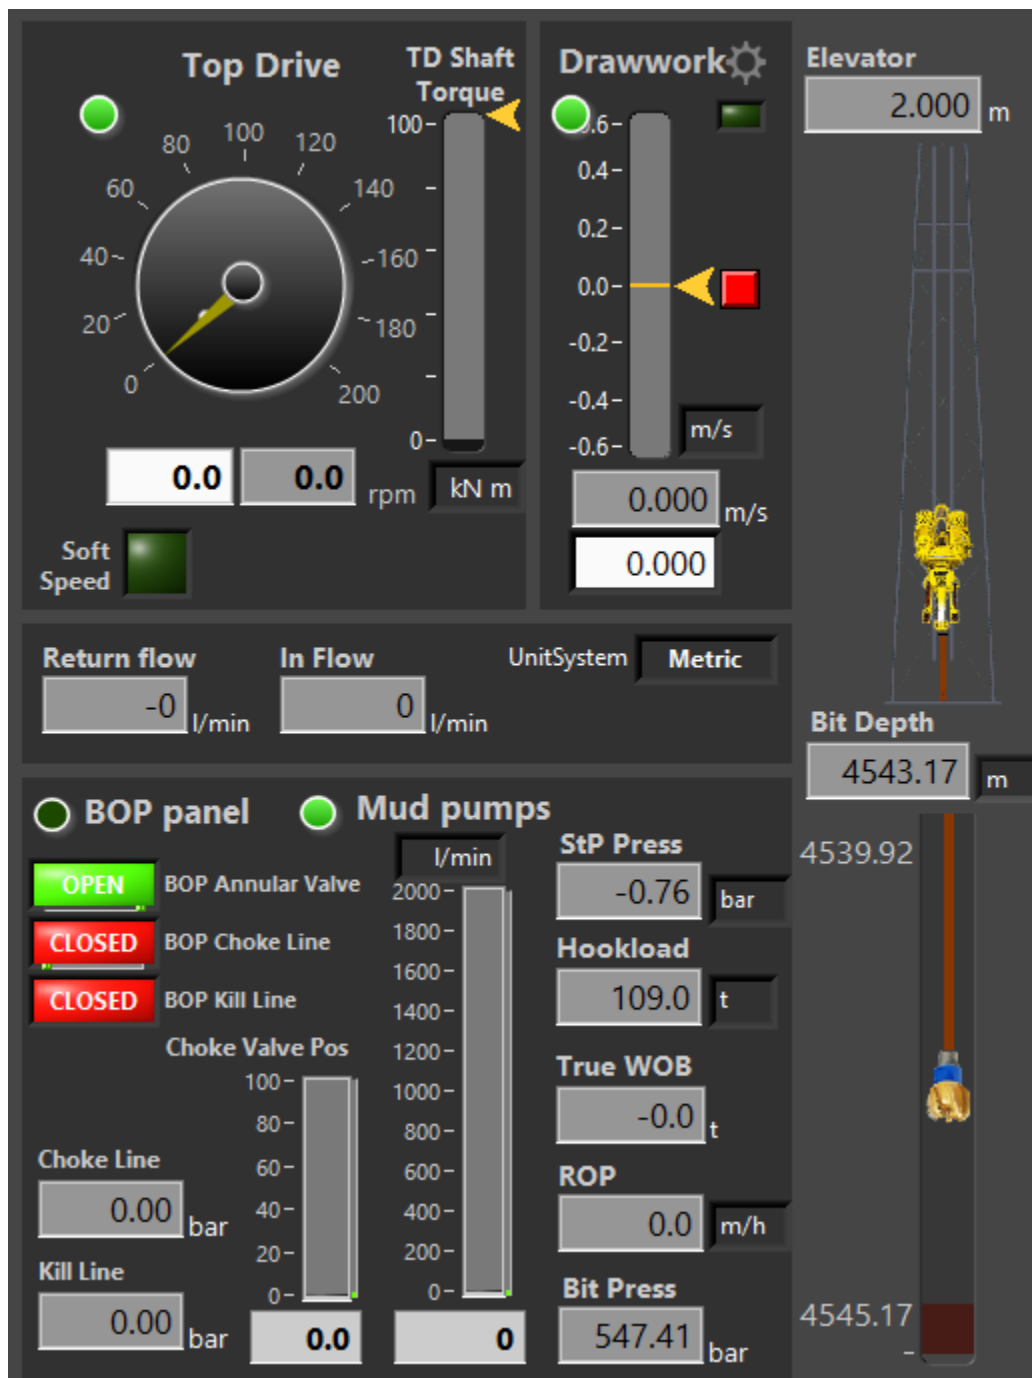 Top Drive
TD Shaft
Torque
0
20
40
60
80
100
120
140
160
180
200
100
0
0.0
0.0
rpm
kN m
Soft
Speed
Drawwork
0.6
0.4
0.2
0.0
-0.2
-0.4
-0.6
m/s
0.000 m/s
0.000
Elevator
2.000 m
Return flow
-0 l/min
In Flow
0 l/min
UnitSystem Metric
Bit Depth
4543.17 m
4539.92
4545.17
BOP panel
OPEN BOP Annular Valve
CLOSED BOP Choke Line
CLOSED BOP Kill Line
Choke Valve Pos
100
80
60
40
20
0
0.0
Choke Line
0.00 bar
Kill Line
0.00 bar
Mud pumps
l/min
2000
1800
1600
1400
1200
1000
800
600
400
200
0
0
StP Press
-0.76 bar
Hookload
109.0 t
True WOB
-0.0 t
ROP
0.0 m/h
Bit Press
547.41 bar